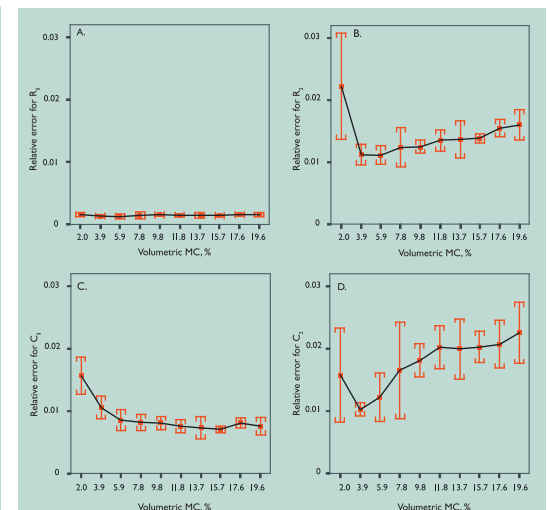 A.
0.03
0.02
0.01
0
Relative error for R₁
2.0 3.9 5.9 7.8 9.8 11.8 13.7 15.7 17.6 19.6
Volumetric MC, %
B.
0.03
0.02
0.01
0
Relative error for R₂
2.0 3.9 5.9 7.8 9.8 11.8 13.7 15.7 17.6 19.6
Volumetric MC, %
C.
0.03
0.02
0.01
0
Relative error for C₁
2.0 3.9 5.9 7.8 9.8 11.8 13.7 15.7 17.6 19.6
Volumetric MC, %
D.
0.03
0.02
0.01
0
Relative error for C₂
2.0 3.9 5.9 7.8 9.8 11.8 13.7 15.7 17.6 19.6
Volumetric MC, %